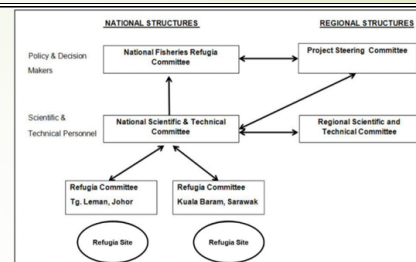 NATIONAL STRUCTURES
REGIONAL STRUCTURES
Policy & Decision
Makers
National Fisheries Refugia
Committee
Project Steering Committee
Scientific &
Technical Personnel
National Scientific & Technical
Committee
Regional Scientific and
Technical Committee
Refugia Committee
Tg. Leman, Johor
Refugia Committee
Kuala Baram, Sarawak
Refugia Site
Refugia Site